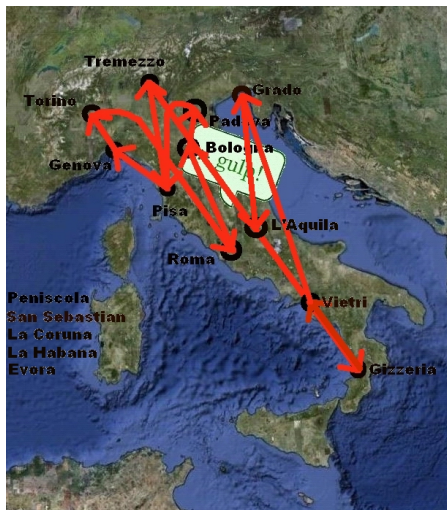 Tremezzo
Grado
Torino
Padova
Bologna
gulp!
Genova
Pisa
L'Aquila
Roma
Peniscola
San Sebastian
La Coruna
La Habana
Evora
Vietri
Gizzeria